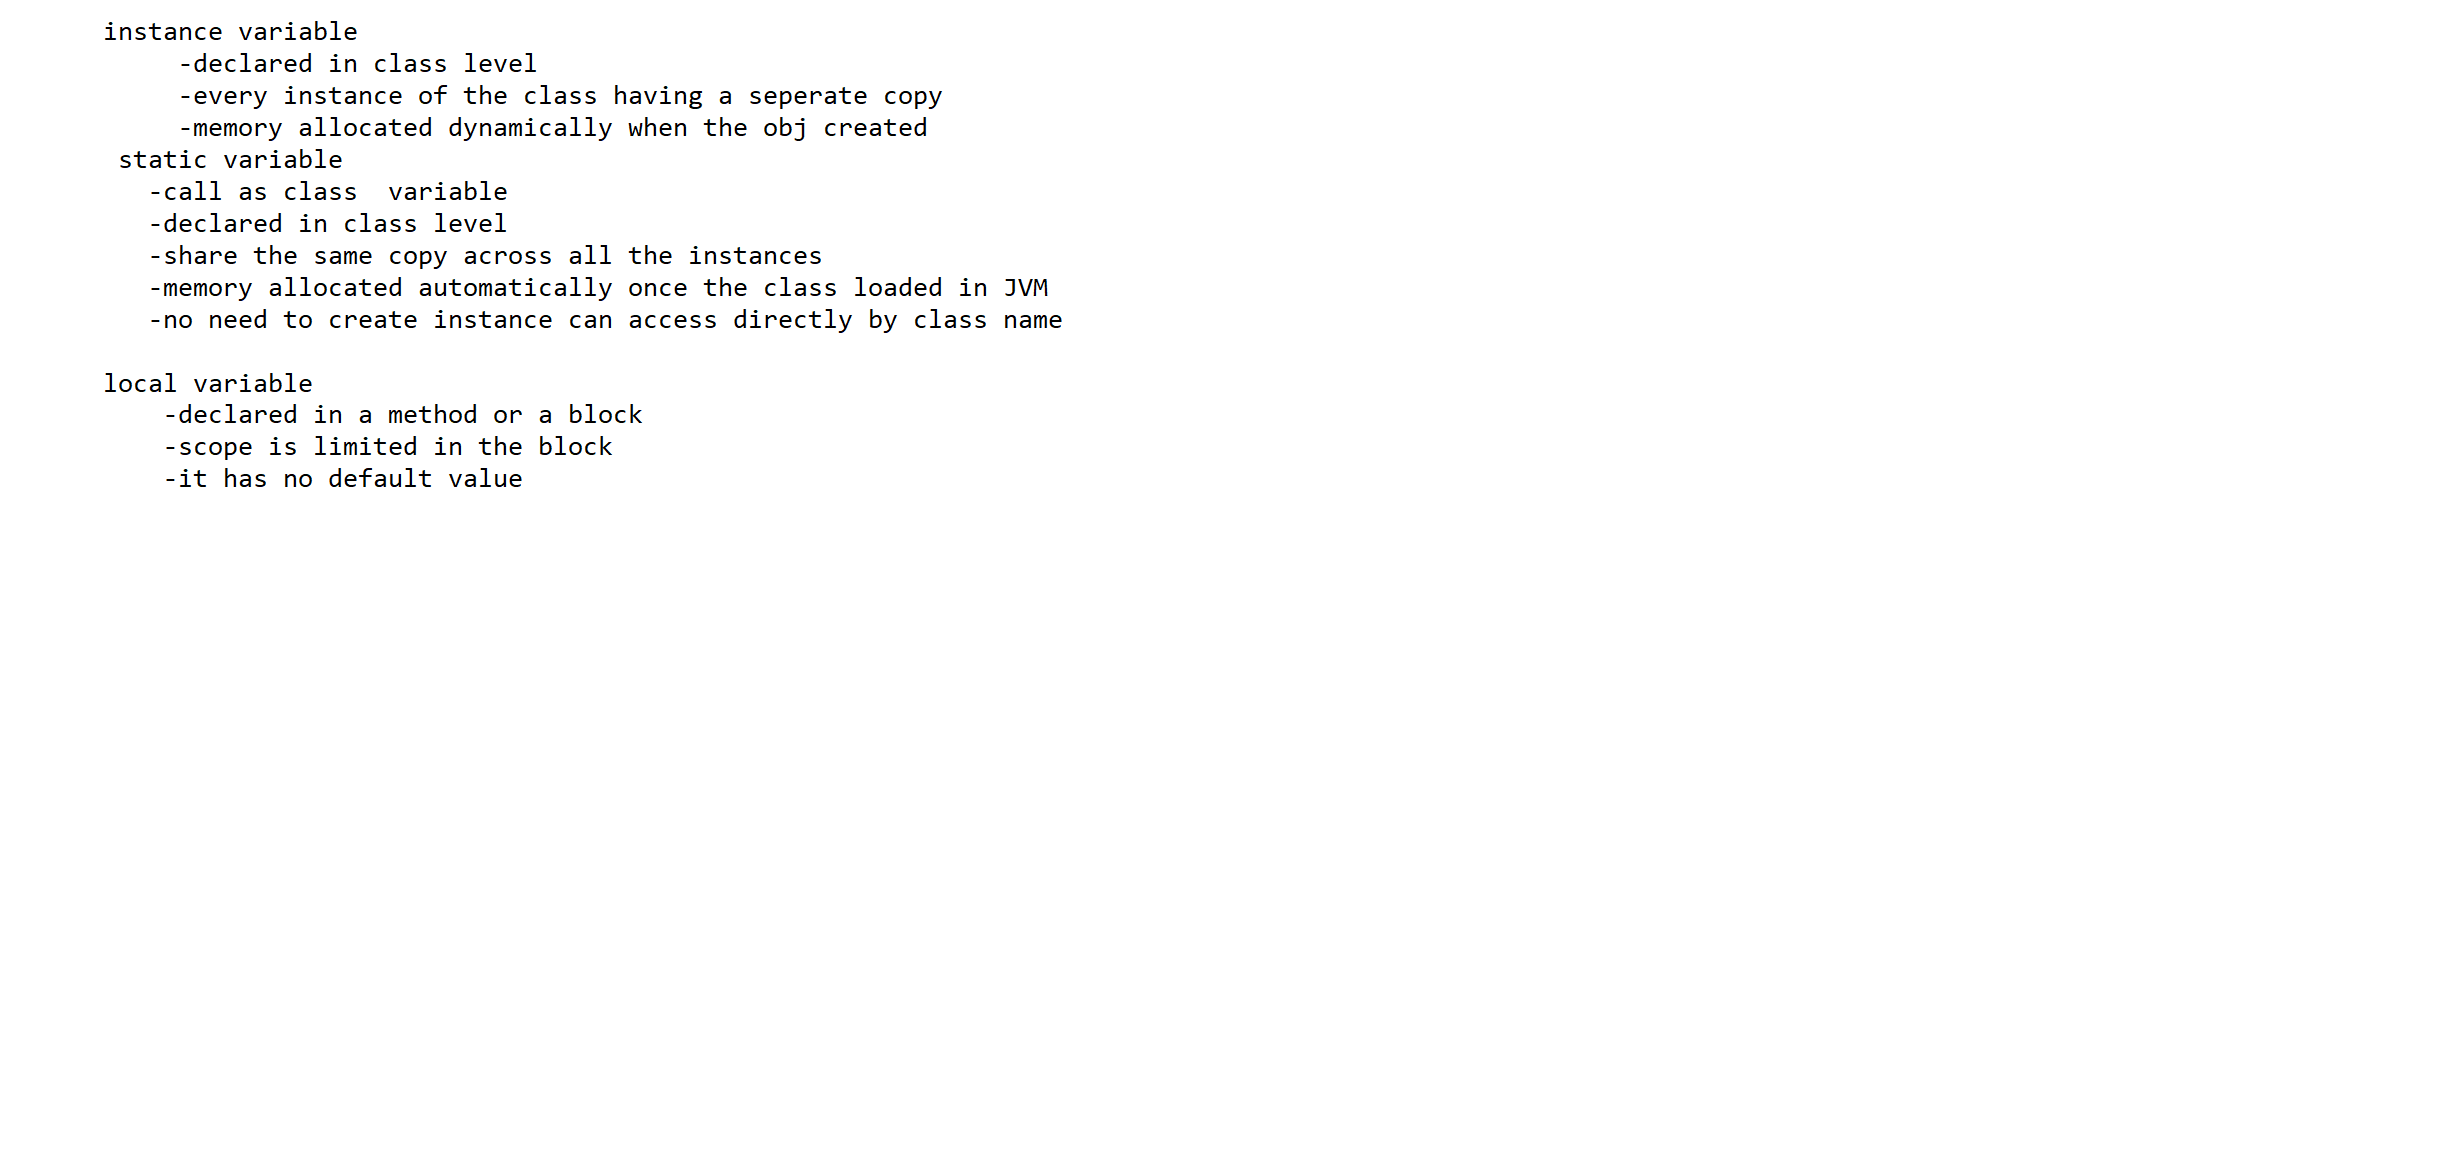 instance variable
-declared in class level
-every instance of the class having a seperate copy
-memory allocated dynamically when the obj created
static variable
-call as class  variable
-declared in class level
-share the same copy across all the instances
-memory allocated automatically once the class loaded in JVM
-no need to create instance can access directly by class name
local variable
-declared in a method or a block
-scope is limited in the block
-it has no default value